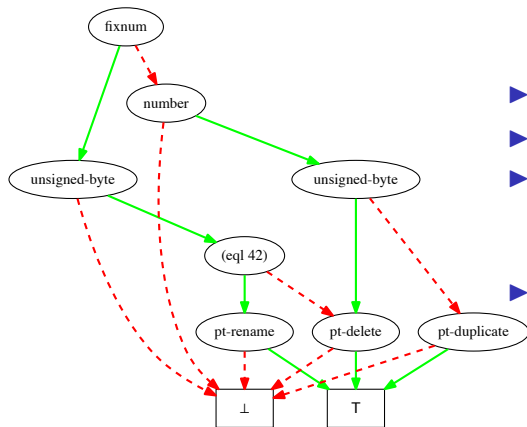 fixnum
number
unsigned-byte
unsigned-byte
(eql 42)
pt-rename
pt-delete
pt-duplicate
⊥
⊤